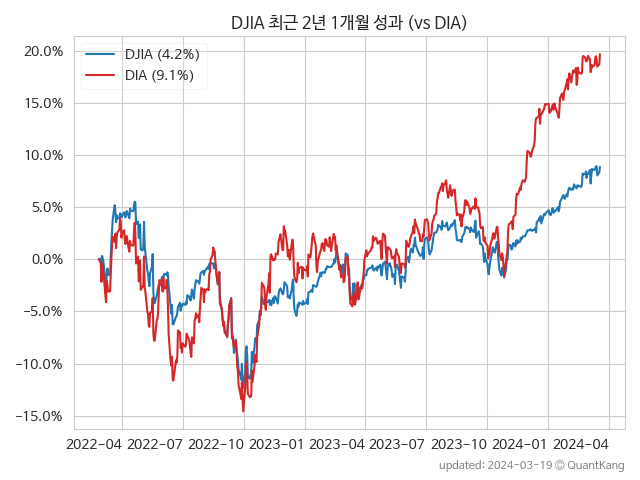 DJIA 최근 2년 1개월 성과 (vs DIA)
DJIA (4.2%)
DIA (9.1%)
20.0%
15.0%
10.0%
5.0%
0.0%
−5.0%
−10.0%
−15.0%
2022-04 2022-07 2022-10 2023-01 2023-04 2023-07 2023-10 2024-01 2024-04
updated: 2024-03-19 © QuantKang